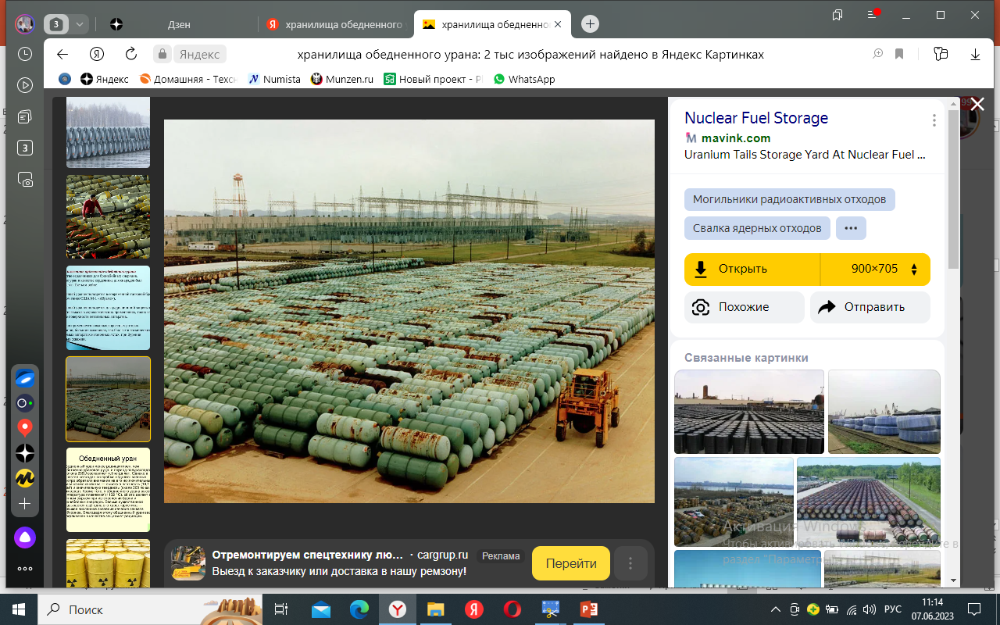 3
Дзен
хранилища обедненного
хранилища обедненно
Яндекс
хранилища обедненного урана: 2 тыс изображений найдено в Яндекс Картинках
Яндекс
Домашняя - Техн
Numista
Munzen.ru
Новый проект - Pl
WhatsApp
3
Nuclear Fuel Storage
mavink.com
Uranium Tails Storage Yard At Nuclear Fuel ...
Могильники радиоактивных отходов
Свалка ядерных отходов
Открыть
900×705
Похожие
Отправить
Связанные картинки
Обедненный уран
Активация Windows
Чтобы активировать Windows, перейдите в
раздел "Параметры
Отремонтируем спецтехнику лю... · cargrup.ru
Реклама
Выезд к заказчику или доставка в нашу ремзону!
Перейти
Поиск
РУС
11:14
07.06.2023